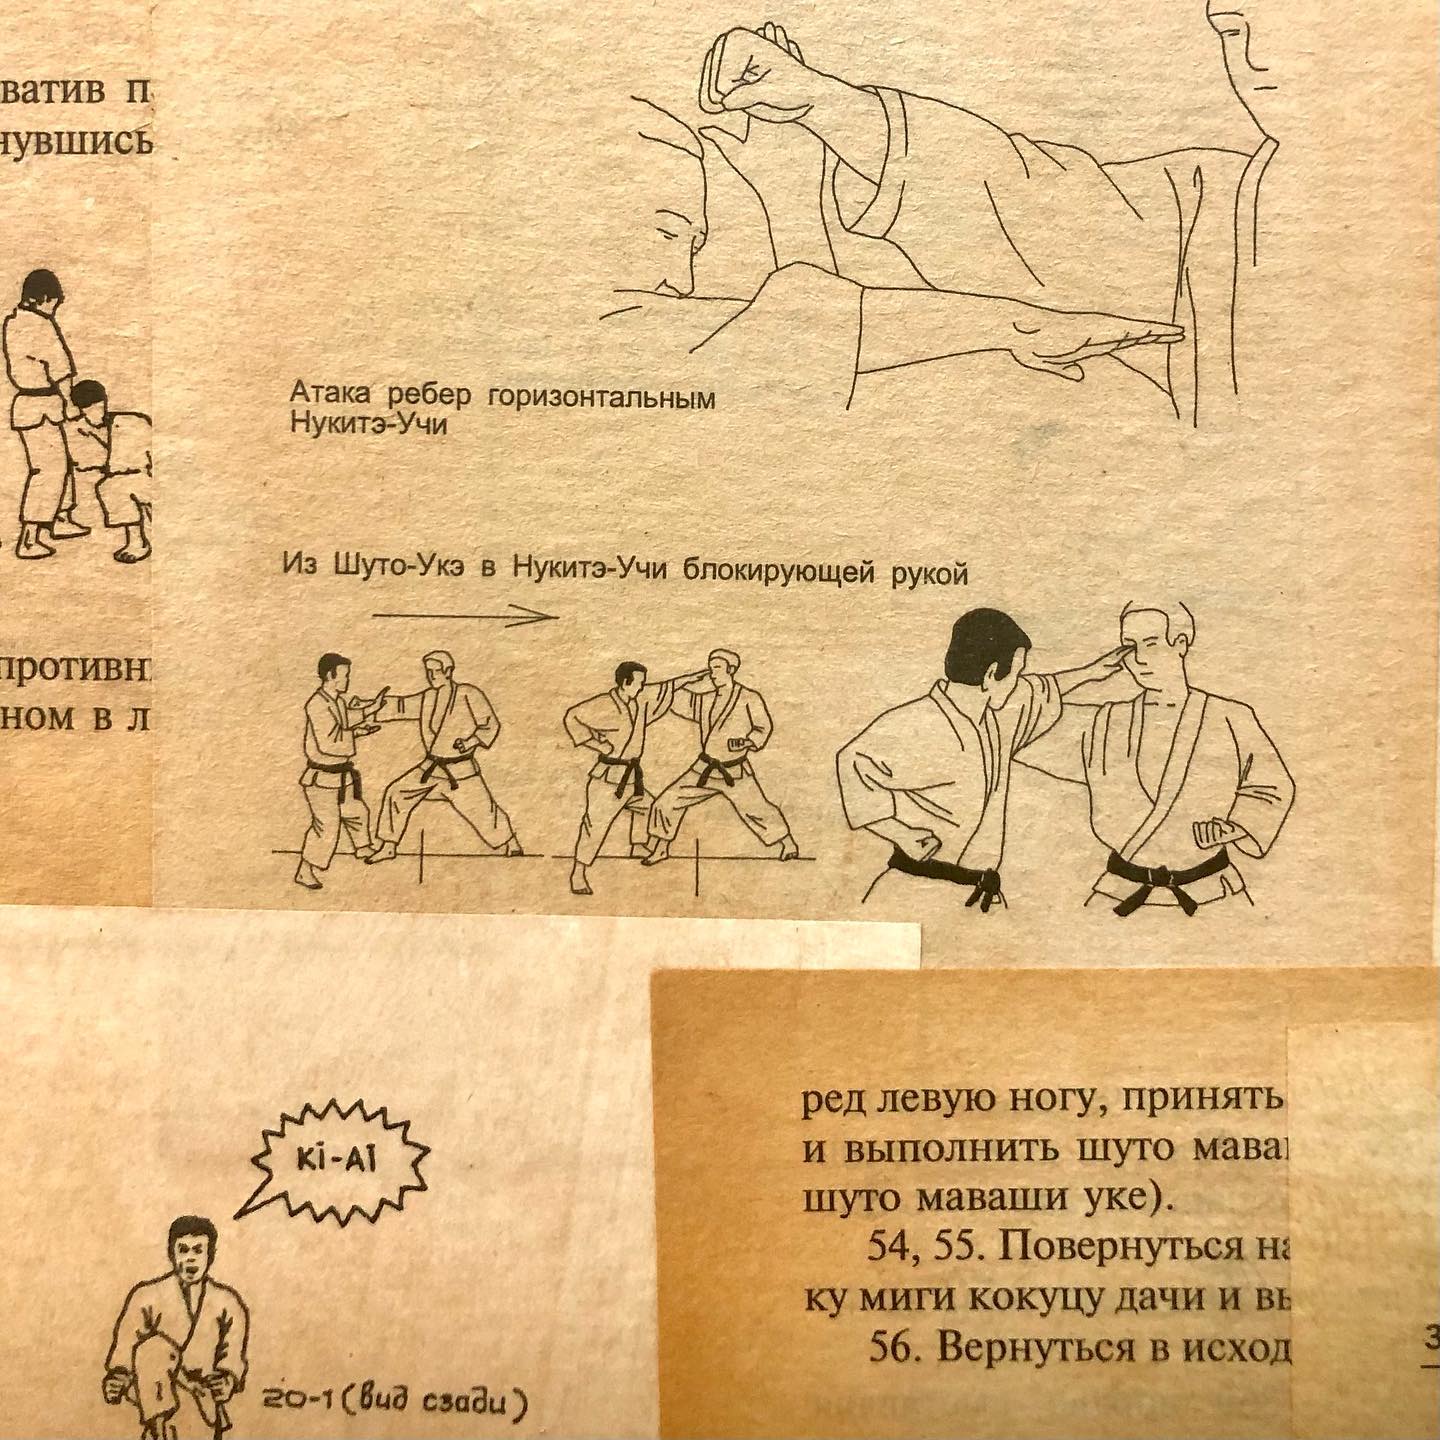 ватив п
нувшись
Атака ребер горизонтальным
Нукитэ-Учи
Из Шуто-Укэ в Нукитэ-Учи блокирующей рукой
противн
ном в л
Ki-Ai
20-1 (вид сзади)
ред левую ногу, принять
и выполнить шуто мава
шуто маваши уке).
54, 55. Повернуться на
ку миги кокуцу дачи и вы
56. Вернуться в исход